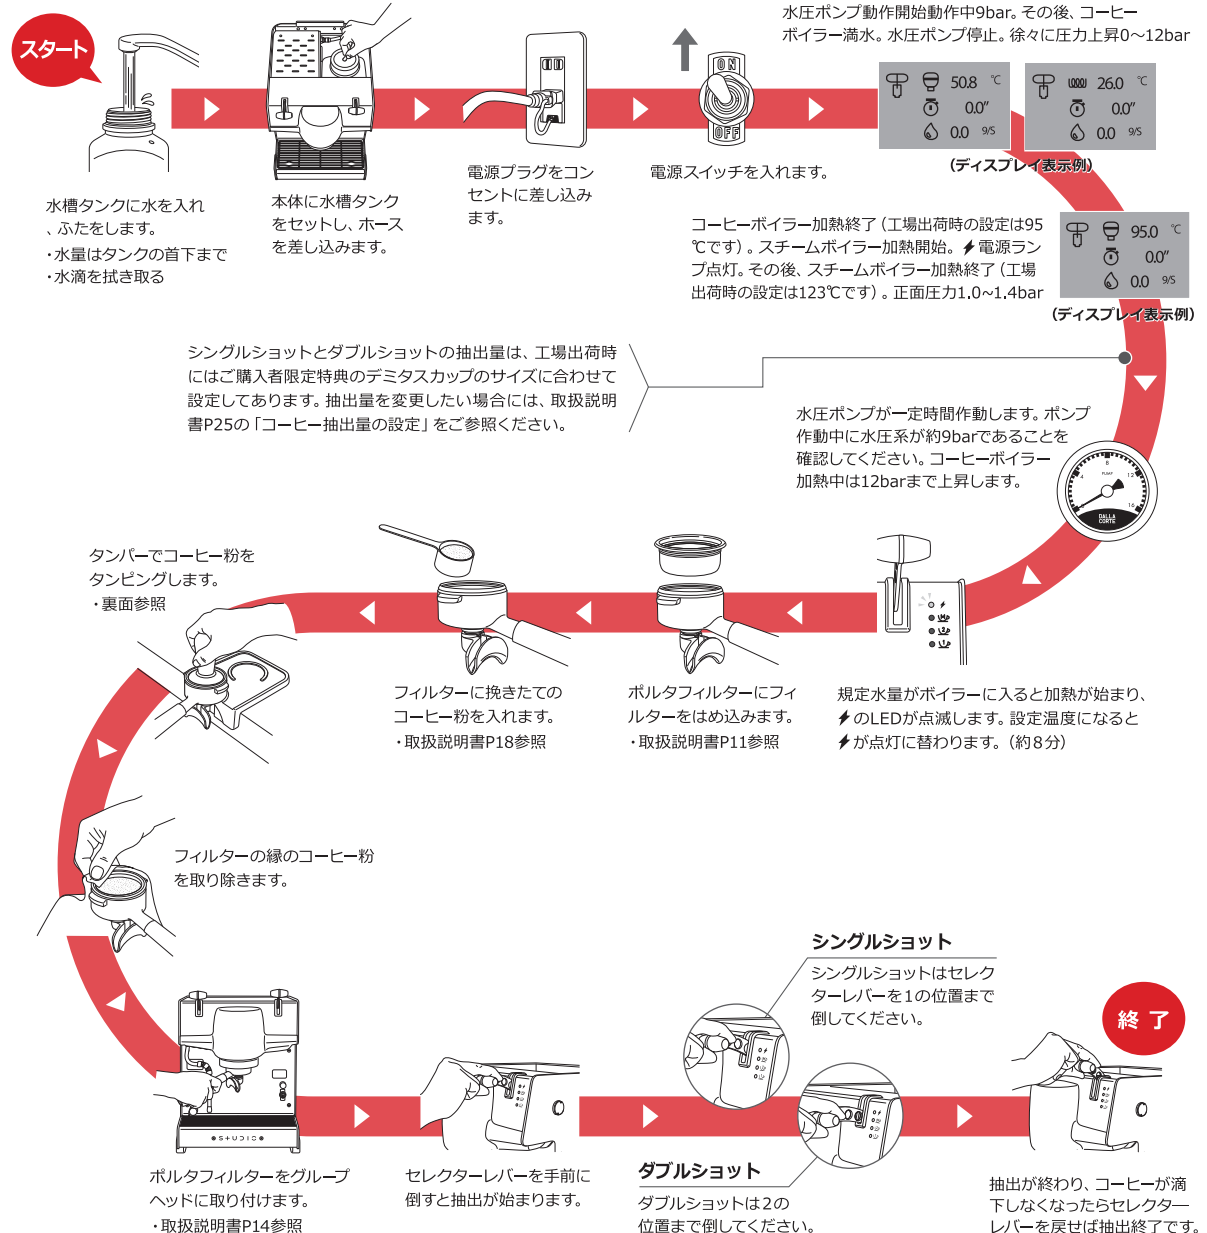 スタート
水槽タンクに水を入れ
、ふたをします。
・水量はタンクの首下まで
・水滴を拭き取る
本体に水槽タンク
をセットし、ホース
を差し込みます。
電源プラグをコン
セントに差し込み
ます。
ON
OFF
電源スイッチを入れます。
水圧ポンプ動作開始動作中9bar。その後、コーヒー
ボイラー満水。水圧ポンプ停止。徐々に圧力上昇0〜12bar
50.8 ℃
0.0″
0.0 9/S
26.0 ℃
0.0″
0.0 9/S
(ディスプレイ表示例)
コーヒーボイラー加熱終了（工場出荷時の設定は95
℃です）。スチームボイラー加熱開始。⚡電源ラン
プ点灯。その後、スチームボイラー加熱終了（工場
出荷時の設定は123℃です）。正面圧力1.0~1.4bar
95.0 ℃
0.0″
0.0 9/S
(ディスプレイ表示例)
シングルショットとダブルショットの抽出量は、工場出荷時
にはご購入者限定特典のデミタスカップのサイズに合わせて
設定してあります。抽出量を変更したい場合には、取扱説明
書P25の「コーヒー抽出量の設定」をご参照ください。
水圧ポンプが一定時間作動します。ポンプ
作動中に水圧系が約9barであることを
確認してください。コーヒーボイラー
加熱中は12barまで上昇します。
4
8
12
16
PUMP
DALLA
CORTE
規定水量がボイラーに入ると加熱が始まり、
⚡のLEDが点滅します。設定温度になると
⚡が点灯に替わります。（約８分）
ポルタフィルターにフィ
ルターをはめ込みます。
・取扱説明書P11参照
フィルターに挽きたての
コーヒー粉を入れます。
・取扱説明書P18参照
タンパーでコーヒー粉を
タンピングします。
・裏面参照
フィルターの縁のコーヒー粉
を取り除きます。
STUDIO
ポルタフィルターをグループ
ヘッドに取り付けます。
・取扱説明書P14参照
セレクターレバーを手前に
倒すと抽出が始まります。
シングルショット
シングルショットはセレク
ターレバーを1の位置まで
倒してください。
ダブルショット
ダブルショットは２の
位置まで倒してください。
終了
抽出が終わり、コーヒーが滴
下しなくなったらセレクター
レバーを戻せば抽出終了です。